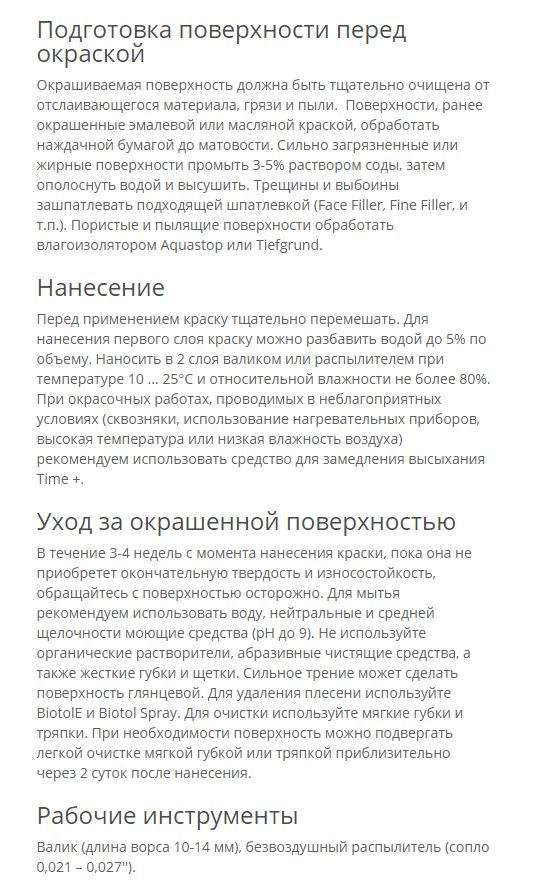 Подготовка поверхности перед
окраской
Окрашиваемая поверхность должна быть тщательно очищена от
отслаивающегося материала, грязи и пыли.  Поверхности, ранее
окрашенные эмалевой или масляной краской, обработать
наждачной бумагой до матовости. Сильно загрязненные или
жирные поверхности промыть 3-5% раствором соды, затем
ополоснуть водой и высушить. Трещины и выбоины
зашпатлевать подходящей шпатлевкой (Face Filler, Fine Filler, и
т.п.). Пористые и пылящие поверхности обработать
влагоизолятором Aquastop или Tiefgrund.
Нанесение
Перед применением краску тщательно перемешать. Для
нанесения первого слоя краску можно разбавить водой до 5% по
объему. Наносить в 2 слоя валиком или распылителем при
температуре 10 ... 25°C и относительной влажности не более 80%.
При окрасочных работах, проводимых в неблагоприятных
условиях (сквозняки, использование нагревательных приборов,
высокая температура или низкая влажность воздуха)
рекомендуем использовать средство для замедления высыхания
Time +.
Уход за окрашенной поверхностью
В течение 3-4 недель с момента нанесения краски, пока она не
приобретет окончательную твердость и износостойкость,
обращайтесь с поверхностью осторожно. Для мытья
рекомендуем использовать воду, нейтральные и средней
щелочности моющие средства (pH до 9). Не используйте
органические растворители, абразивные чистящие средства, а
также жесткие губки и щетки. Сильное трение может сделать
поверхность глянцевой. Для удаления плесени используйте
BiotolE и Biotol Spray. Для очистки используйте мягкие губки и
тряпки. При необходимости поверхность можно подвергать
легкой очистке мягкой губкой или тряпкой приблизительно
через 2 суток после нанесения.
Рабочие инструменты
Валик (длина ворса 10-14 мм), безвоздушный распылитель (сопло
0,021 – 0,027'').